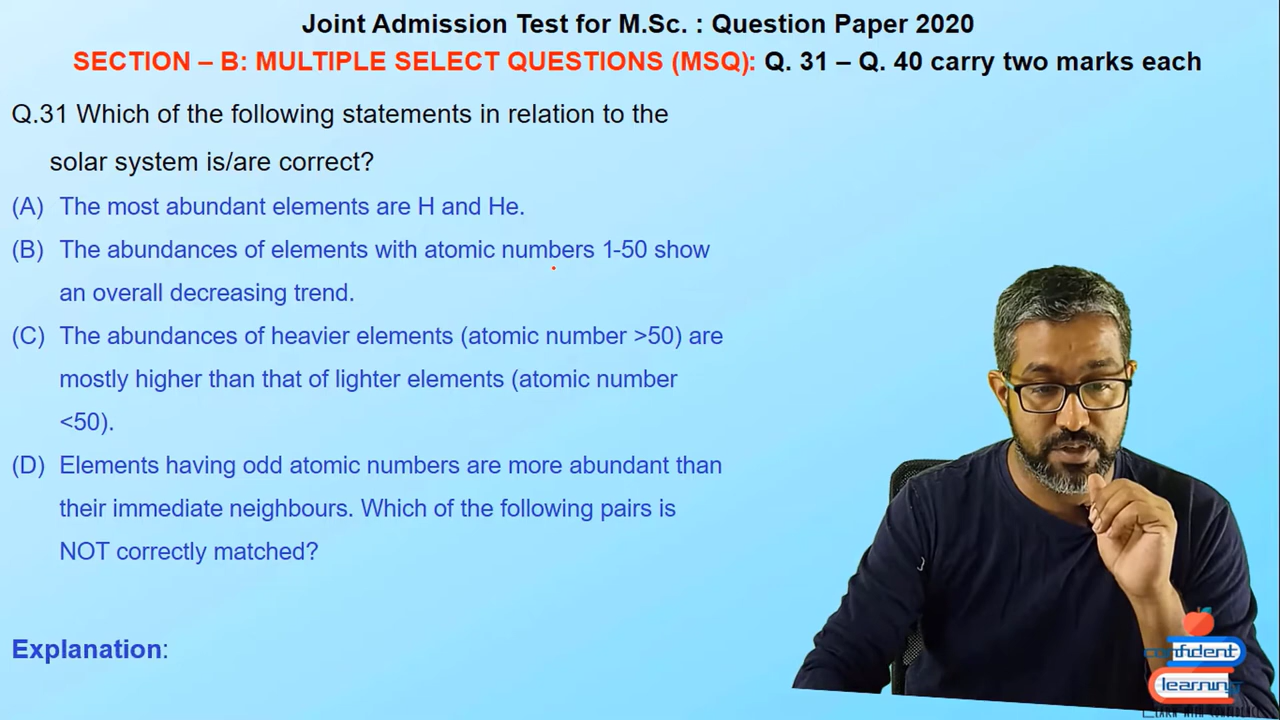 Joint Admission Test for M.Sc. : Question Paper 2020
SECTION – B: MULTIPLE SELECT QUESTIONS (MSQ): Q. 31 – Q. 40 carry two marks each
Q.31 Which of the following statements in relation to the
solar system is/are correct?
(A) The most abundant elements are H and He.
(B) The abundances of elements with atomic numbers 1-50 show
an overall decreasing trend.
(C) The abundances of heavier elements (atomic number >50) are
mostly higher than that of lighter elements (atomic number
<50).
(D) Elements having odd atomic numbers are more abundant than
their immediate neighbours. Which of the following pairs is
NOT correctly matched?
Explanation:
confident
learning
LEARN WITH CONFIDENCE